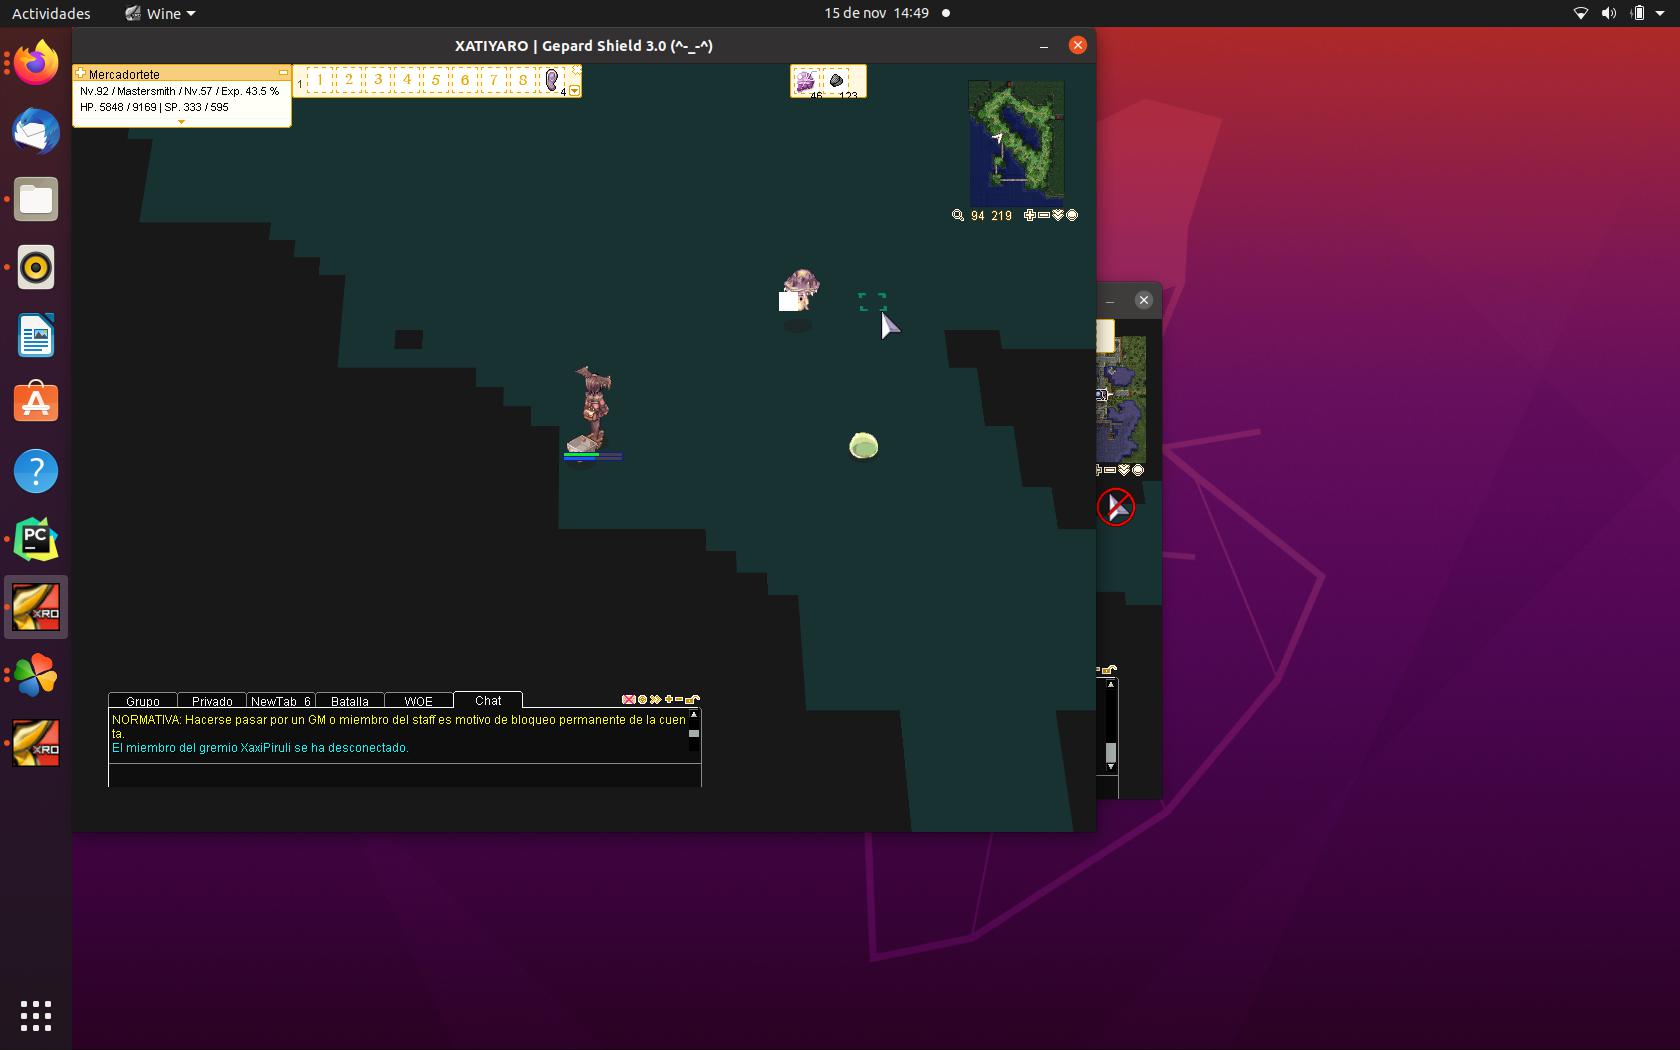 Actividades
Wine
15 de nov 14:49
XATIYARO | Gepard Shield 3.0 (^-_-^)
Mercadortete
Nv.92 / Mastersmith / Nv.57 / Exp. 43.5 %
HP. 5848 / 9169 | SP. 333 / 595
1 1 2 3 4 5 6 7 8 4
46 123
94 219
?
PC
XRO
XRO
Grupo Privado NewTab 6 Batalla WOE Chat
NORMATIVA: Hacerse pasar por un GM o miembro del staff es motivo de bloqueo permanente de la cuen
ta.
El miembro del gremio XaxiPiruli se ha desconectado.